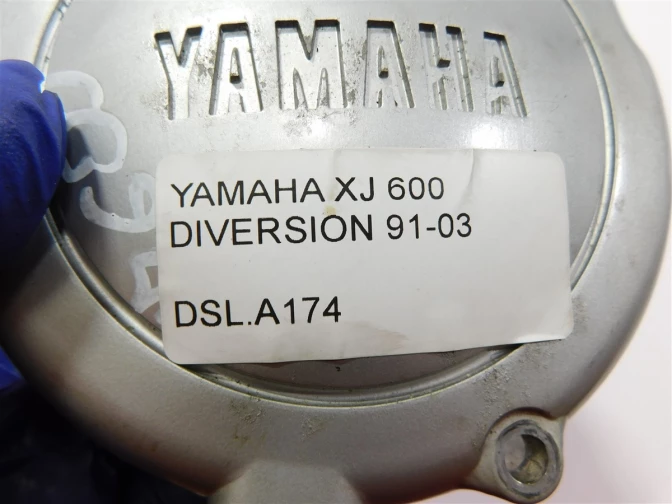 YAMAHA
YAMAHA XJ 600
DIVERSION 91-03
DSL.A174